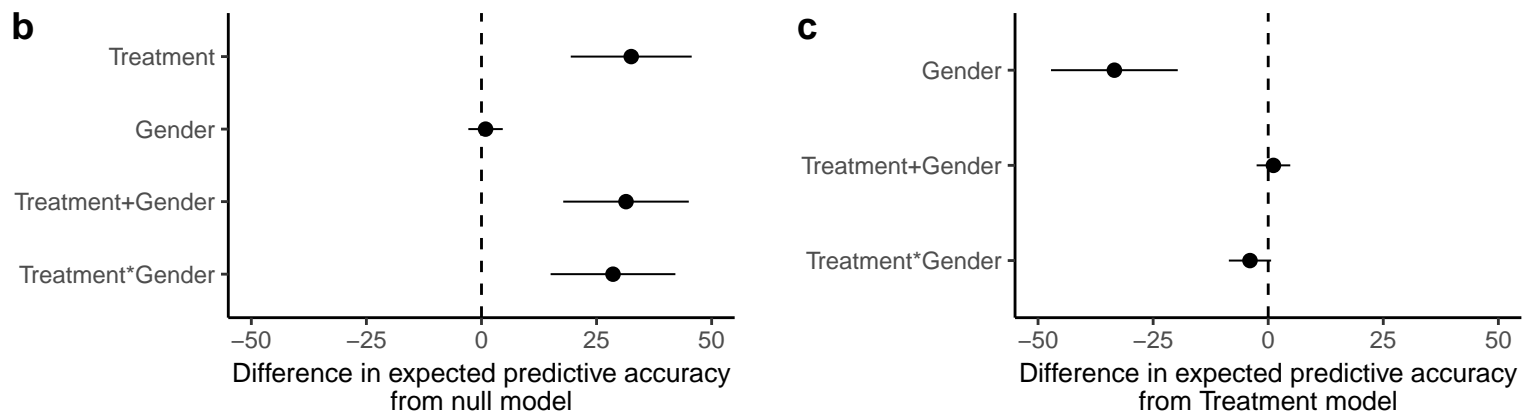 b
Treatment
Gender
Treatment+Gender
Treatment*Gender
−50 −25 0 25 50
Difference in expected predictive accuracy
from null model
c
Gender
Treatment+Gender
Treatment*Gender
−50 −25 0 25 50
Difference in expected predictive accuracy
from Treatment model